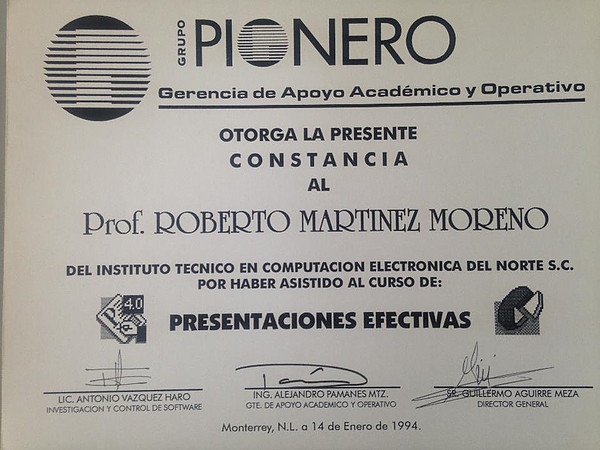 GRUPO PIONERO
Gerencia de Apoyo Académico y Operativo
OTORGA LA PRESENTE
CONSTANCIA
AL
Prof. ROBERTO MARTINEZ MORENO
DEL INSTITUTO TECNICO EN COMPUTACION ELECTRONICA DEL NORTE S.C.
POR HABER ASISTIDO AL CURSO DE:
4.0
PRESENTACIONES EFECTIVAS
LIC. ANTONIO VAZQUEZ HARO
INVESTIGACION Y CONTROL DE SOFTWARE
ING. ALEJANDRO PAMANES MTZ.
GTE. DE APOYO ACADEMICO Y OPERATIVO
SR. GUILLERMO AGUIRRE MEZA
DIRECTOR GENERAL
Monterrey, N.L. a 14 de Enero de 1994.